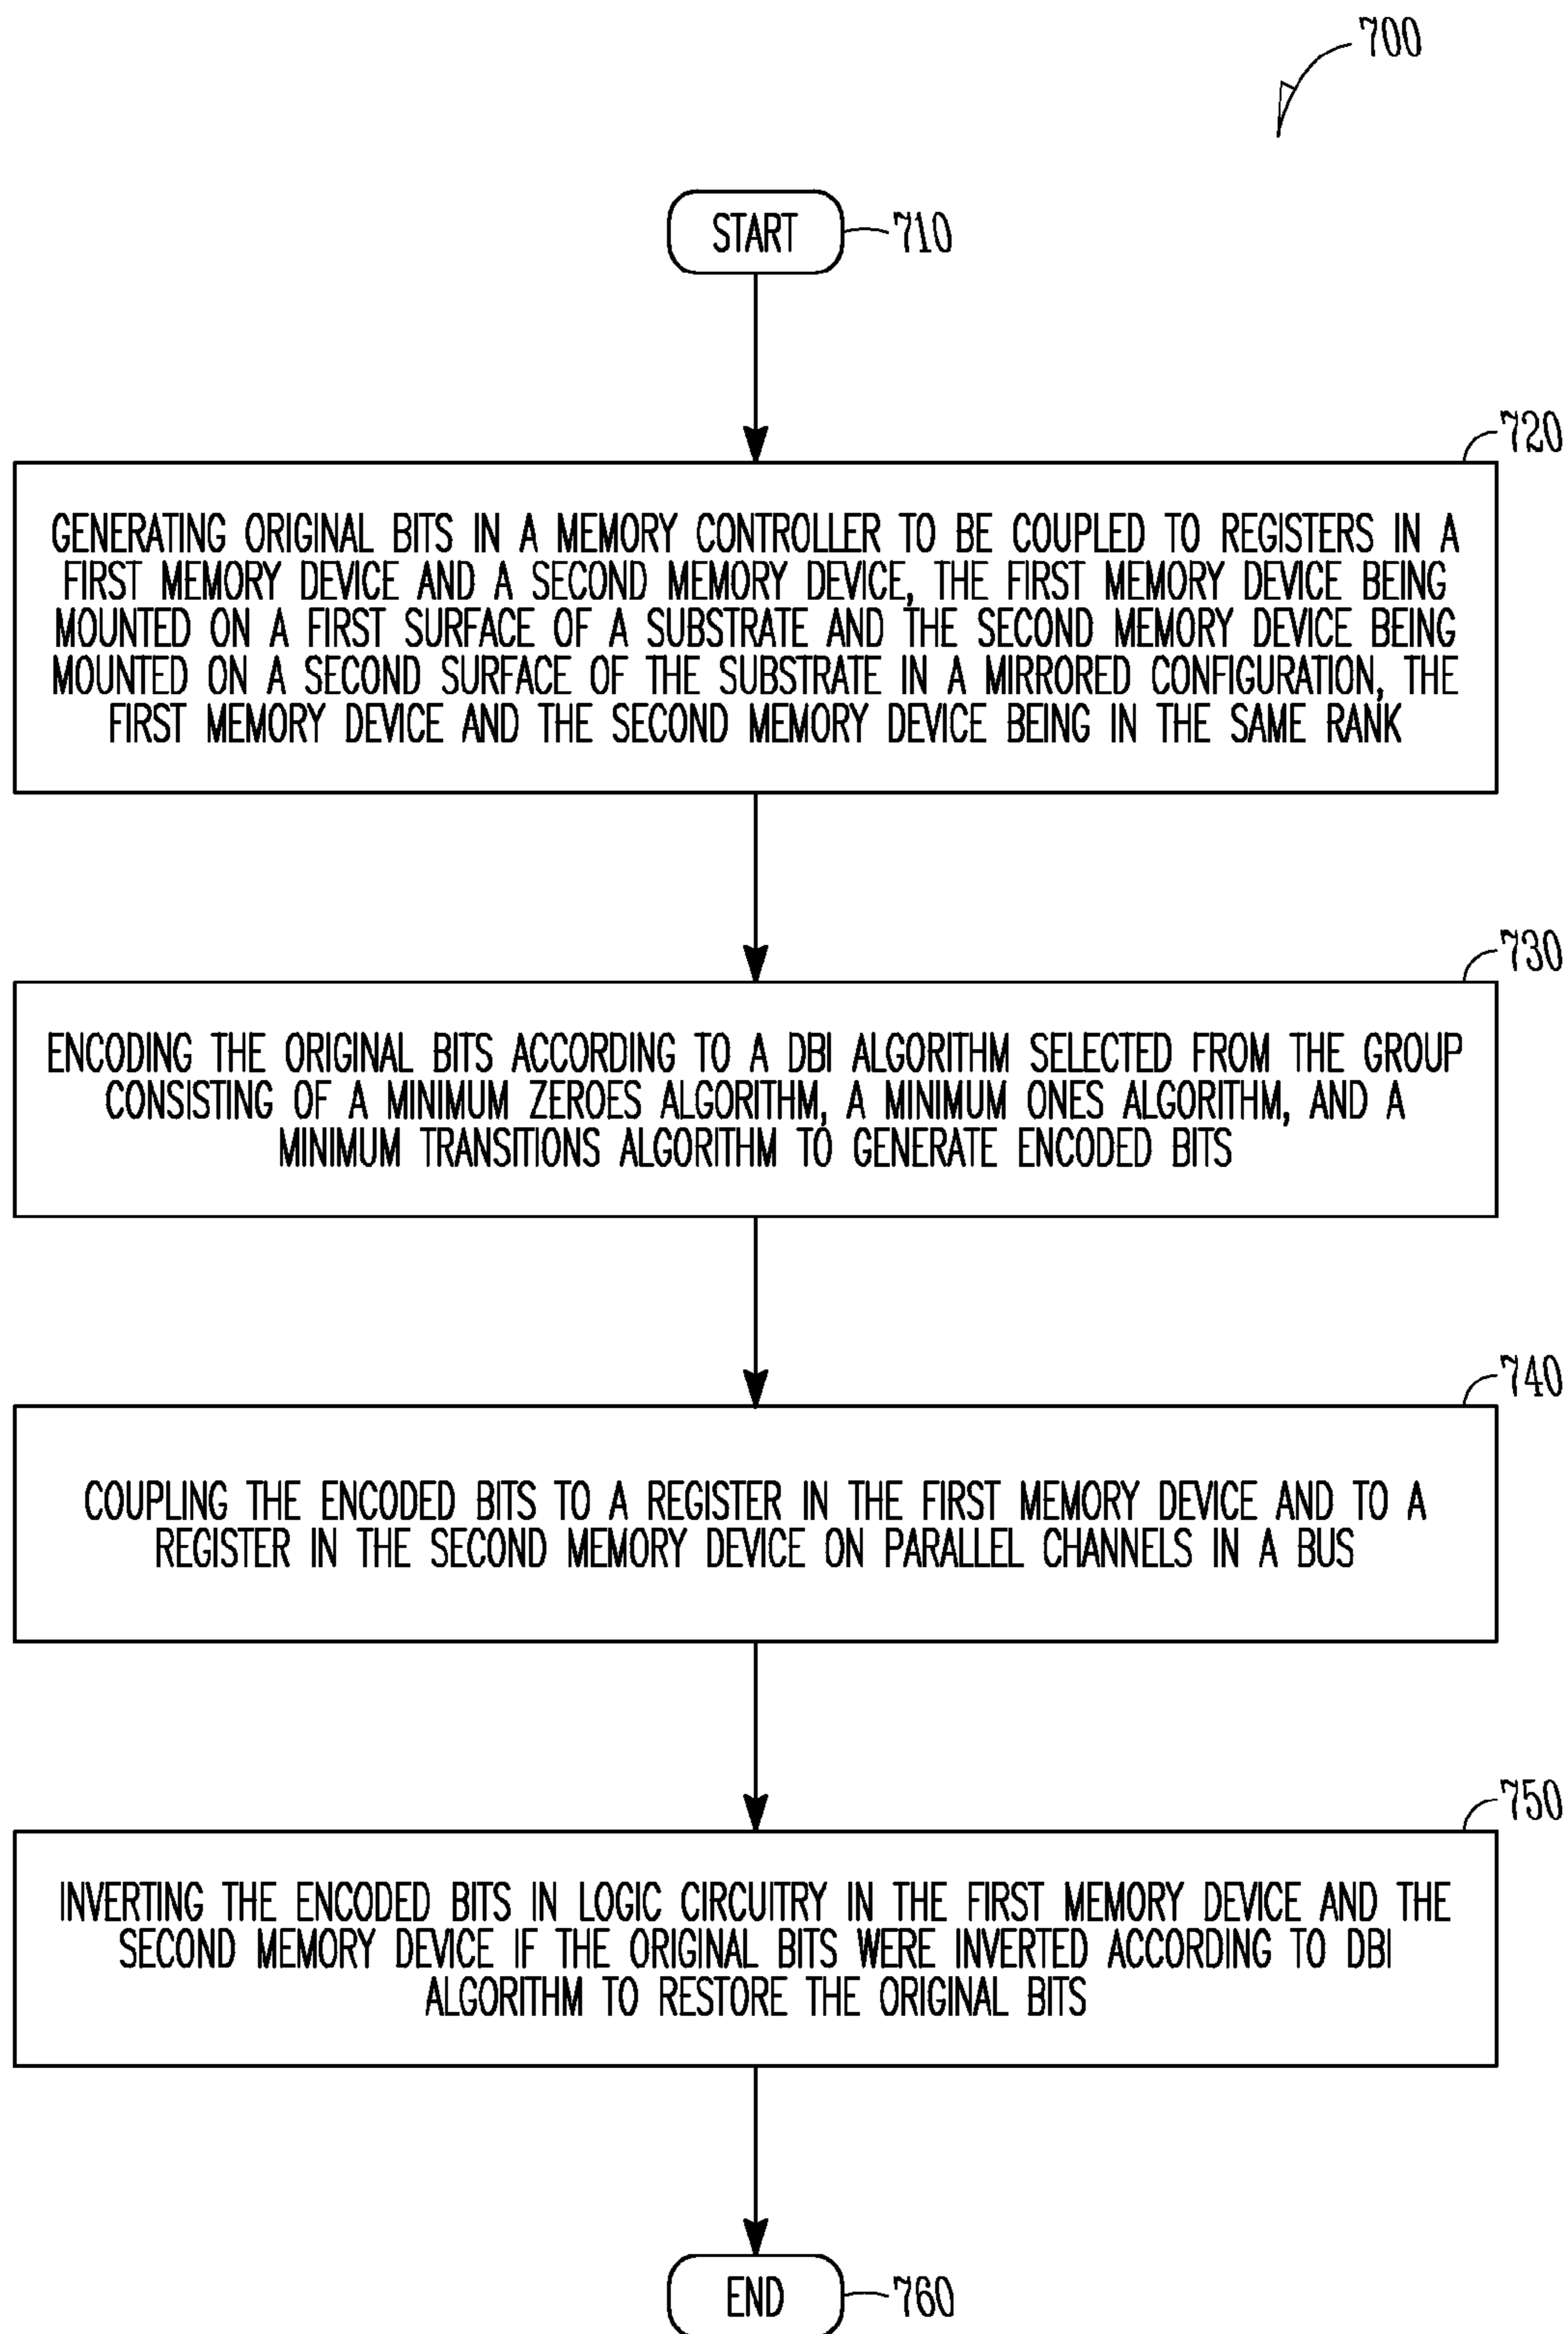 700
START
710
720
GENERATING ORIGINAL BITS IN A MEMORY CONTROLLER TO BE COUPLED TO REGISTERS IN A
FIRST MEMORY DEVICE AND A SECOND MEMORY DEVICE, THE FIRST MEMORY DEVICE BEING
MOUNTED ON A FIRST SURFACE OF A SUBSTRATE AND THE SECOND MEMORY DEVICE BEING
MOUNTED ON A SECOND SURFACE OF THE SUBSTRATE IN A MIRRORED CONFIGURATION, THE
FIRST MEMORY DEVICE AND THE SECOND MEMORY DEVICE BEING IN THE SAME RANK
730
ENCODING THE ORIGINAL BITS ACCORDING TO A DBI ALGORITHM SELECTED FROM THE GROUP
CONSISTING OF A MINIMUM ZEROES ALGORITHM, A MINIMUM ONES ALGORITHM, AND A
MINIMUM TRANSITIONS ALGORITHM TO GENERATE ENCODED BITS
740
COUPLING THE ENCODED BITS TO A REGISTER IN THE FIRST MEMORY DEVICE AND TO A
REGISTER IN THE SECOND MEMORY DEVICE ON PARALLEL CHANNELS IN A BUS
750
INVERTING THE ENCODED BITS IN LOGIC CIRCUITRY IN THE FIRST MEMORY DEVICE AND THE
SECOND MEMORY DEVICE IF THE ORIGINAL BITS WERE INVERTED ACCORDING TO DBI
ALGORITHM TO RESTORE THE ORIGINAL BITS
END
760